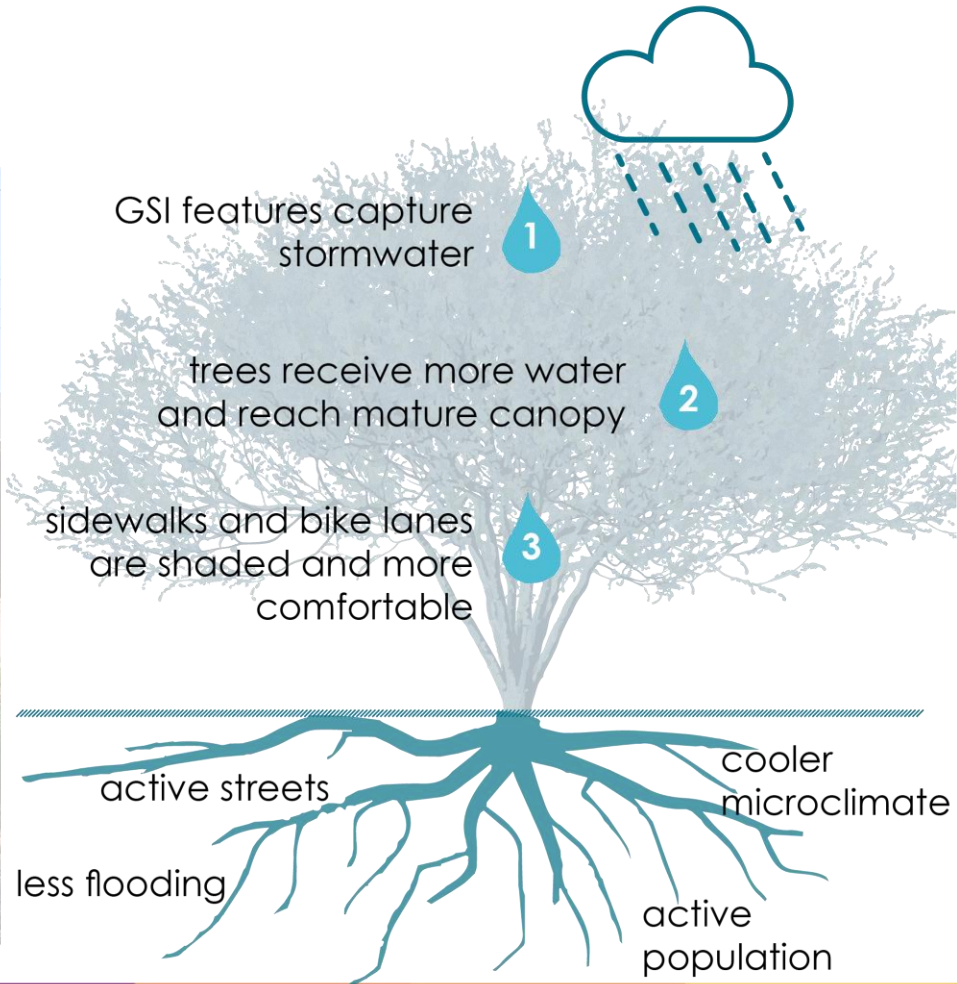 GSI features capture
stormwater
1
trees receive more water
and reach mature canopy
2
sidewalks and bike lanes
are shaded and more
comfortable
3
active streets
cooler
microclimate
less flooding
active
population